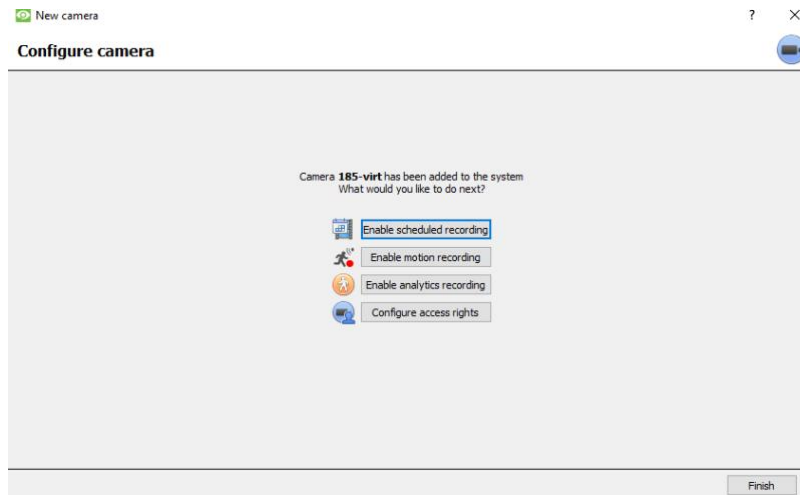 New camera
Configure camera
Camera 185-virt has been added to the system
What would you like to do next?
Enable scheduled recording
Enable motion recording
Enable analytics recording
Configure access rights
Finish